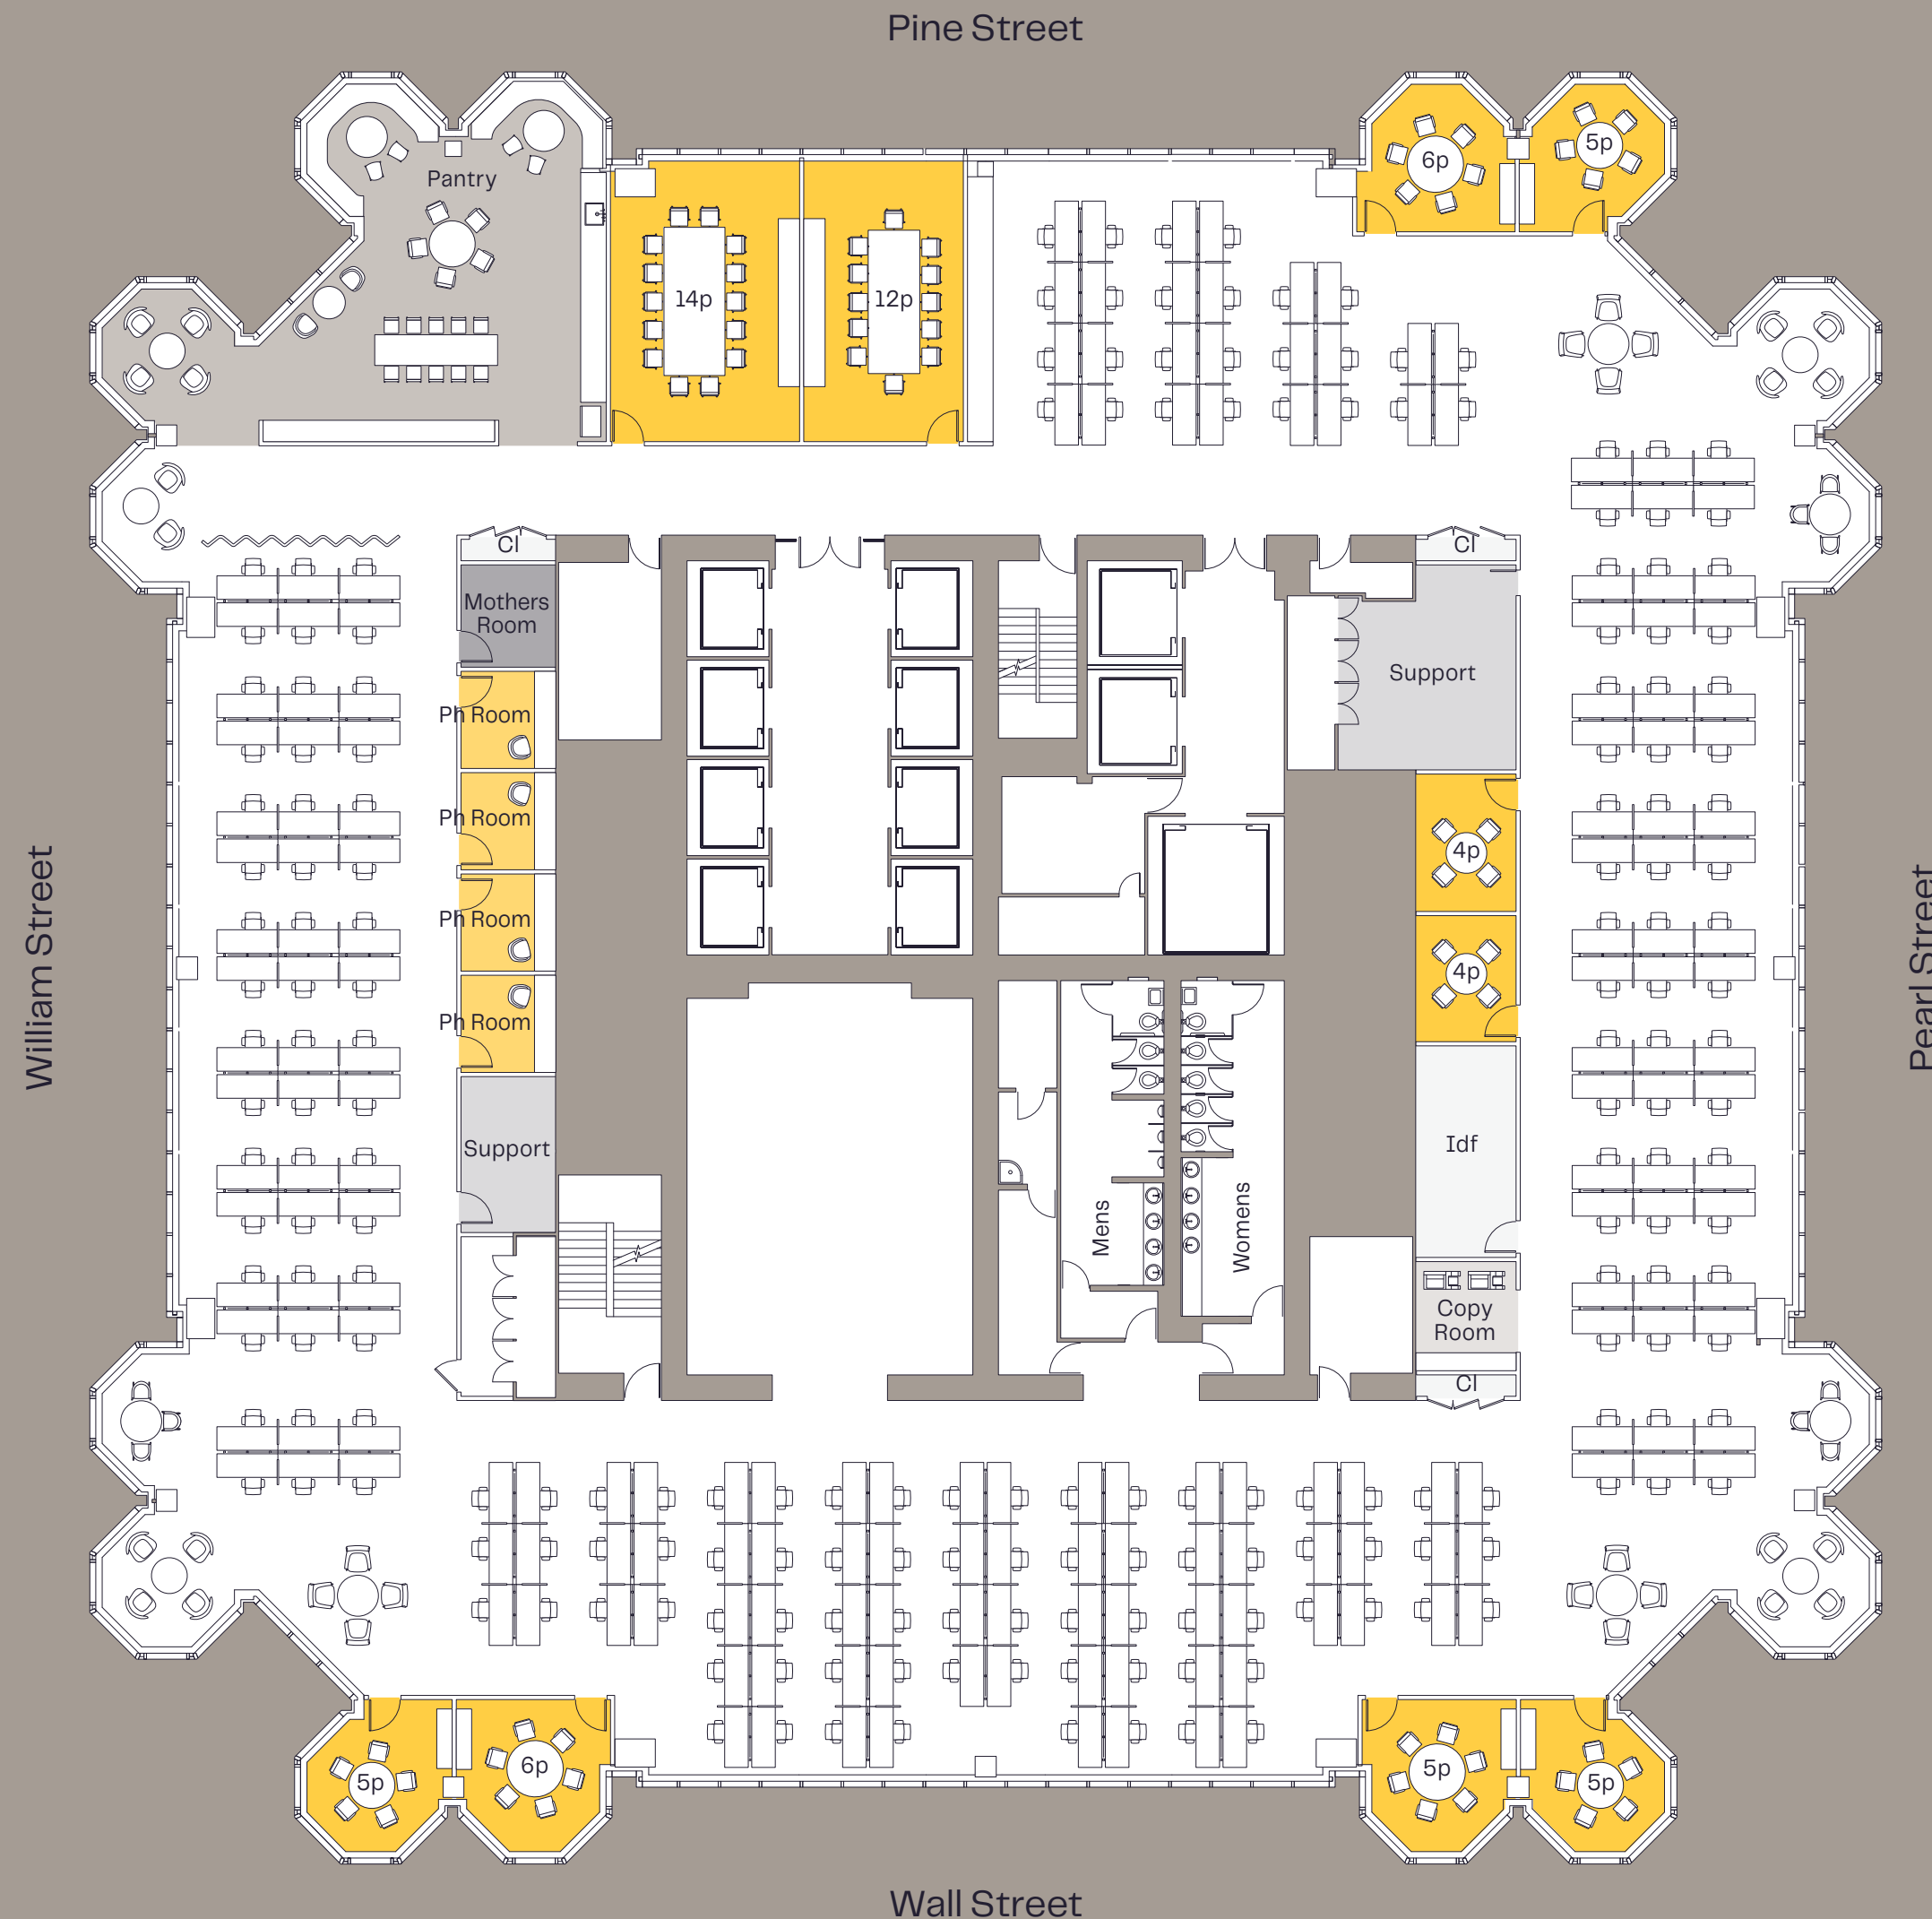 Pine Street
6p
5p
Pantry
14p
12p
Cl
Cl
Mothers
Room
Support
Ph Room
Ph Room
4p
Ph Room
4p
Ph Room
William Street
Pearl Street
Support
Idf
Mens
Womens
Copy
Room
Cl
5p
6p
5p
5p
Wall Street